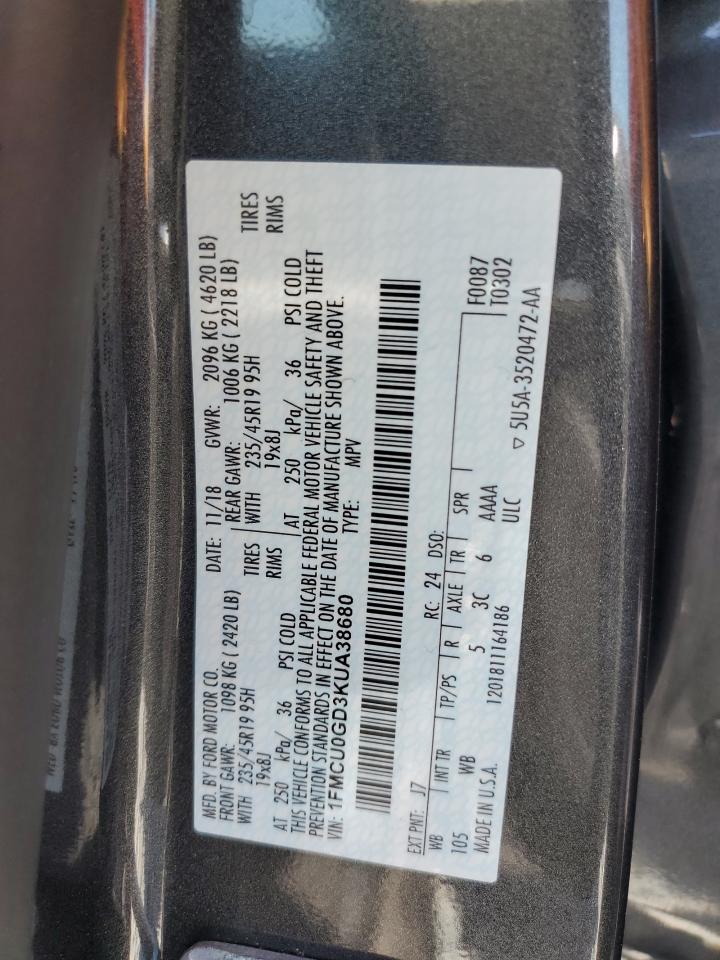 MFD. BY FORD MOTOR CO.
DATE: 11/18 GVWR: 2096 KG ( 4620 LB)
FRONT GAWR: 1098 KG ( 2420 LB)
REAR GAWR: 1006 KG ( 2218 LB)
WITH 235/45R19 95H TIRES
WITH 235/45R19 95H TIRES
19x8J RIMS
19x8J RIMS
AT 250 kPa/ 36 PSI COLD
AT 250 kPa/ 36 PSI COLD
THIS VEHICLE CONFORMS TO ALL APPLICABLE FEDERAL MOTOR VEHICLE SAFETY AND THEFT
PREVENTION STANDARDS IN EFFECT ON THE DATE OF MANUFACTURE SHOWN ABOVE.
VIN: 1FMCU0GD3KUA38680 TYPE: MPV
EXT PNT: J7 RC: 24 DSO: F0087
WB INT TR TP/PS R AXLE TR SPR T0302
105 WB 5 3C 6 AAAA
MADE IN U.S.A. 1201811164186 ULC ▽ 5U5A-3520472-AA